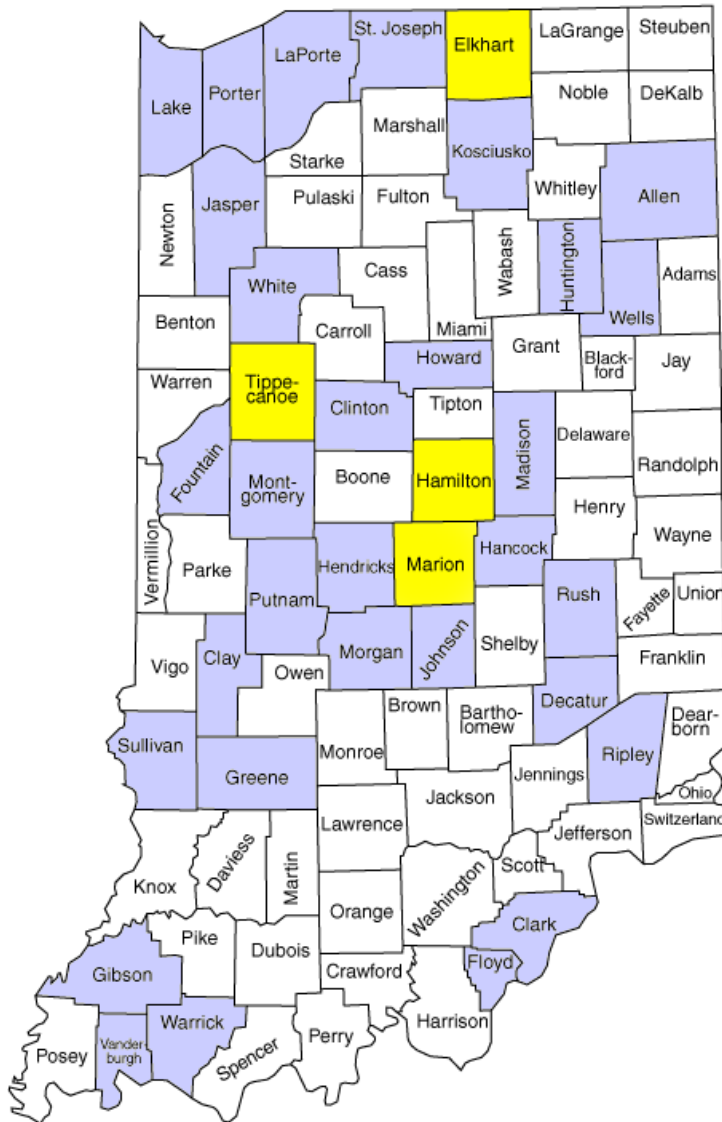 St. Joseph
Elkhart
LaGrange
Steuben
LaPorte
Porter
Lake
Noble
DeKalb
Marshall
Kosciusko
Starke
Whitley
Allen
Jasper
Pulaski
Fulton
Newton
Wabash
Huntington
Adams
White
Cass
Miami
Wells
Benton
Carroll
Grant
Black-
ford
Jay
Howard
Warren
Tippe-
canoe
Clinton
Tipton
Madison
Delaware
Randolph
Fountain
Mont-
gomery
Boone
Hamilton
Henry
Wayne
Vermillion
Parke
Putnam
Hendricks
Marion
Hancock
Rush
Fayette
Union
Vigo
Clay
Owen
Morgan
Johnson
Shelby
Franklin
Decatur
Sullivan
Greene
Monroe
Brown
Bartho-
lomew
Jennings
Ripley
Dear-
born
Ohio
Switzerland
Jackson
Jefferson
Lawrence
Scott
Knox
Daviess
Martin
Orange
Washington
Clark
Floyd
Pike
Dubois
Crawford
Harrison
Gibson
Warrick
Perry
Spencer
Posey
Vander-
burgh